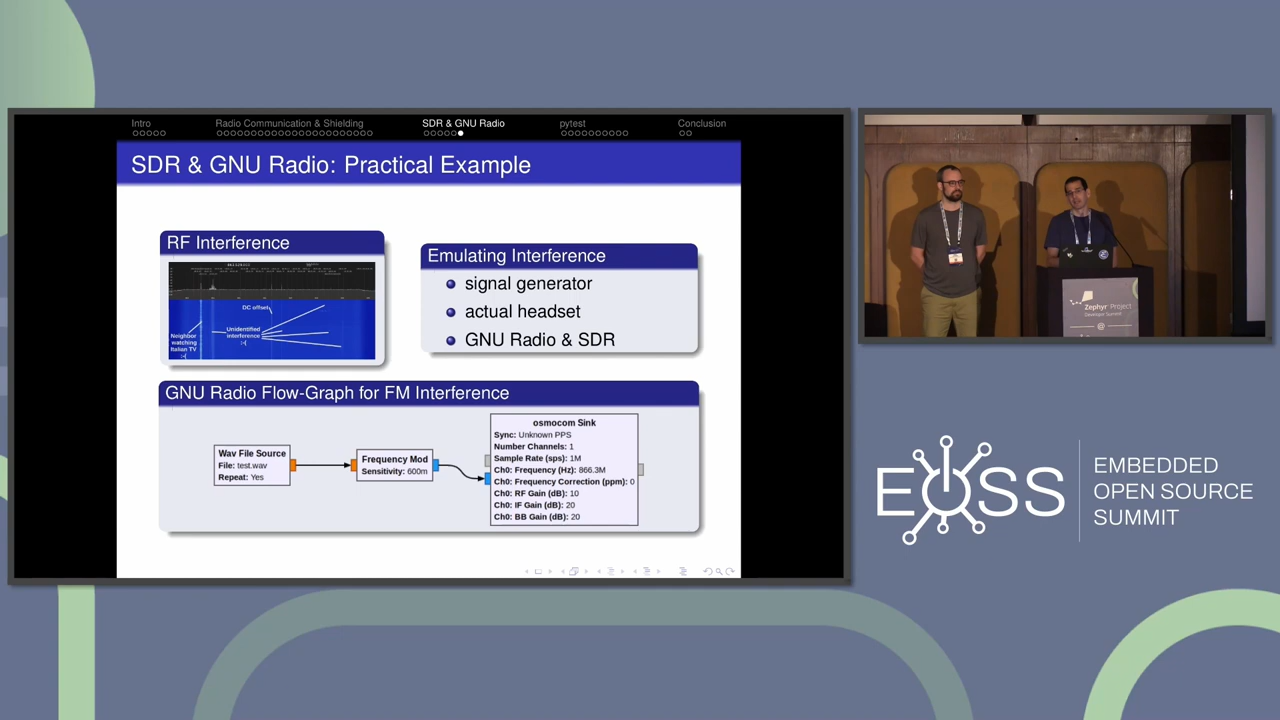 Intro
Radio Communication & Shielding
SDR & GNU Radio
pytest
Conclusion
SDR & GNU Radio: Practical Example
RF Interference
DC offset
Neighbor
watching
Italian TV
:-(
Unidentified
interference
:-(
Emulating Interference
signal generator
actual headset
GNU Radio & SDR
GNU Radio Flow-Graph for FM Interference
Wav File Source
File: test.wav
Repeat: Yes
Frequency Mod
Sensitivity: 600m
osmocom Sink
Sync: Unknown PPS
Number Channels: 1
Sample Rate (sps): 1M
Ch0: Frequency (Hz): 866.3M
Ch0: Frequency Correction (ppm): 0
Ch0: RF Gain (dB): 10
Ch0: IF Gain (dB): 20
Ch0: BB Gain (dB): 20
Zephyr Project
Developer Summit
@
EOSS
EMBEDDED
OPEN SOURCE
SUMMIT